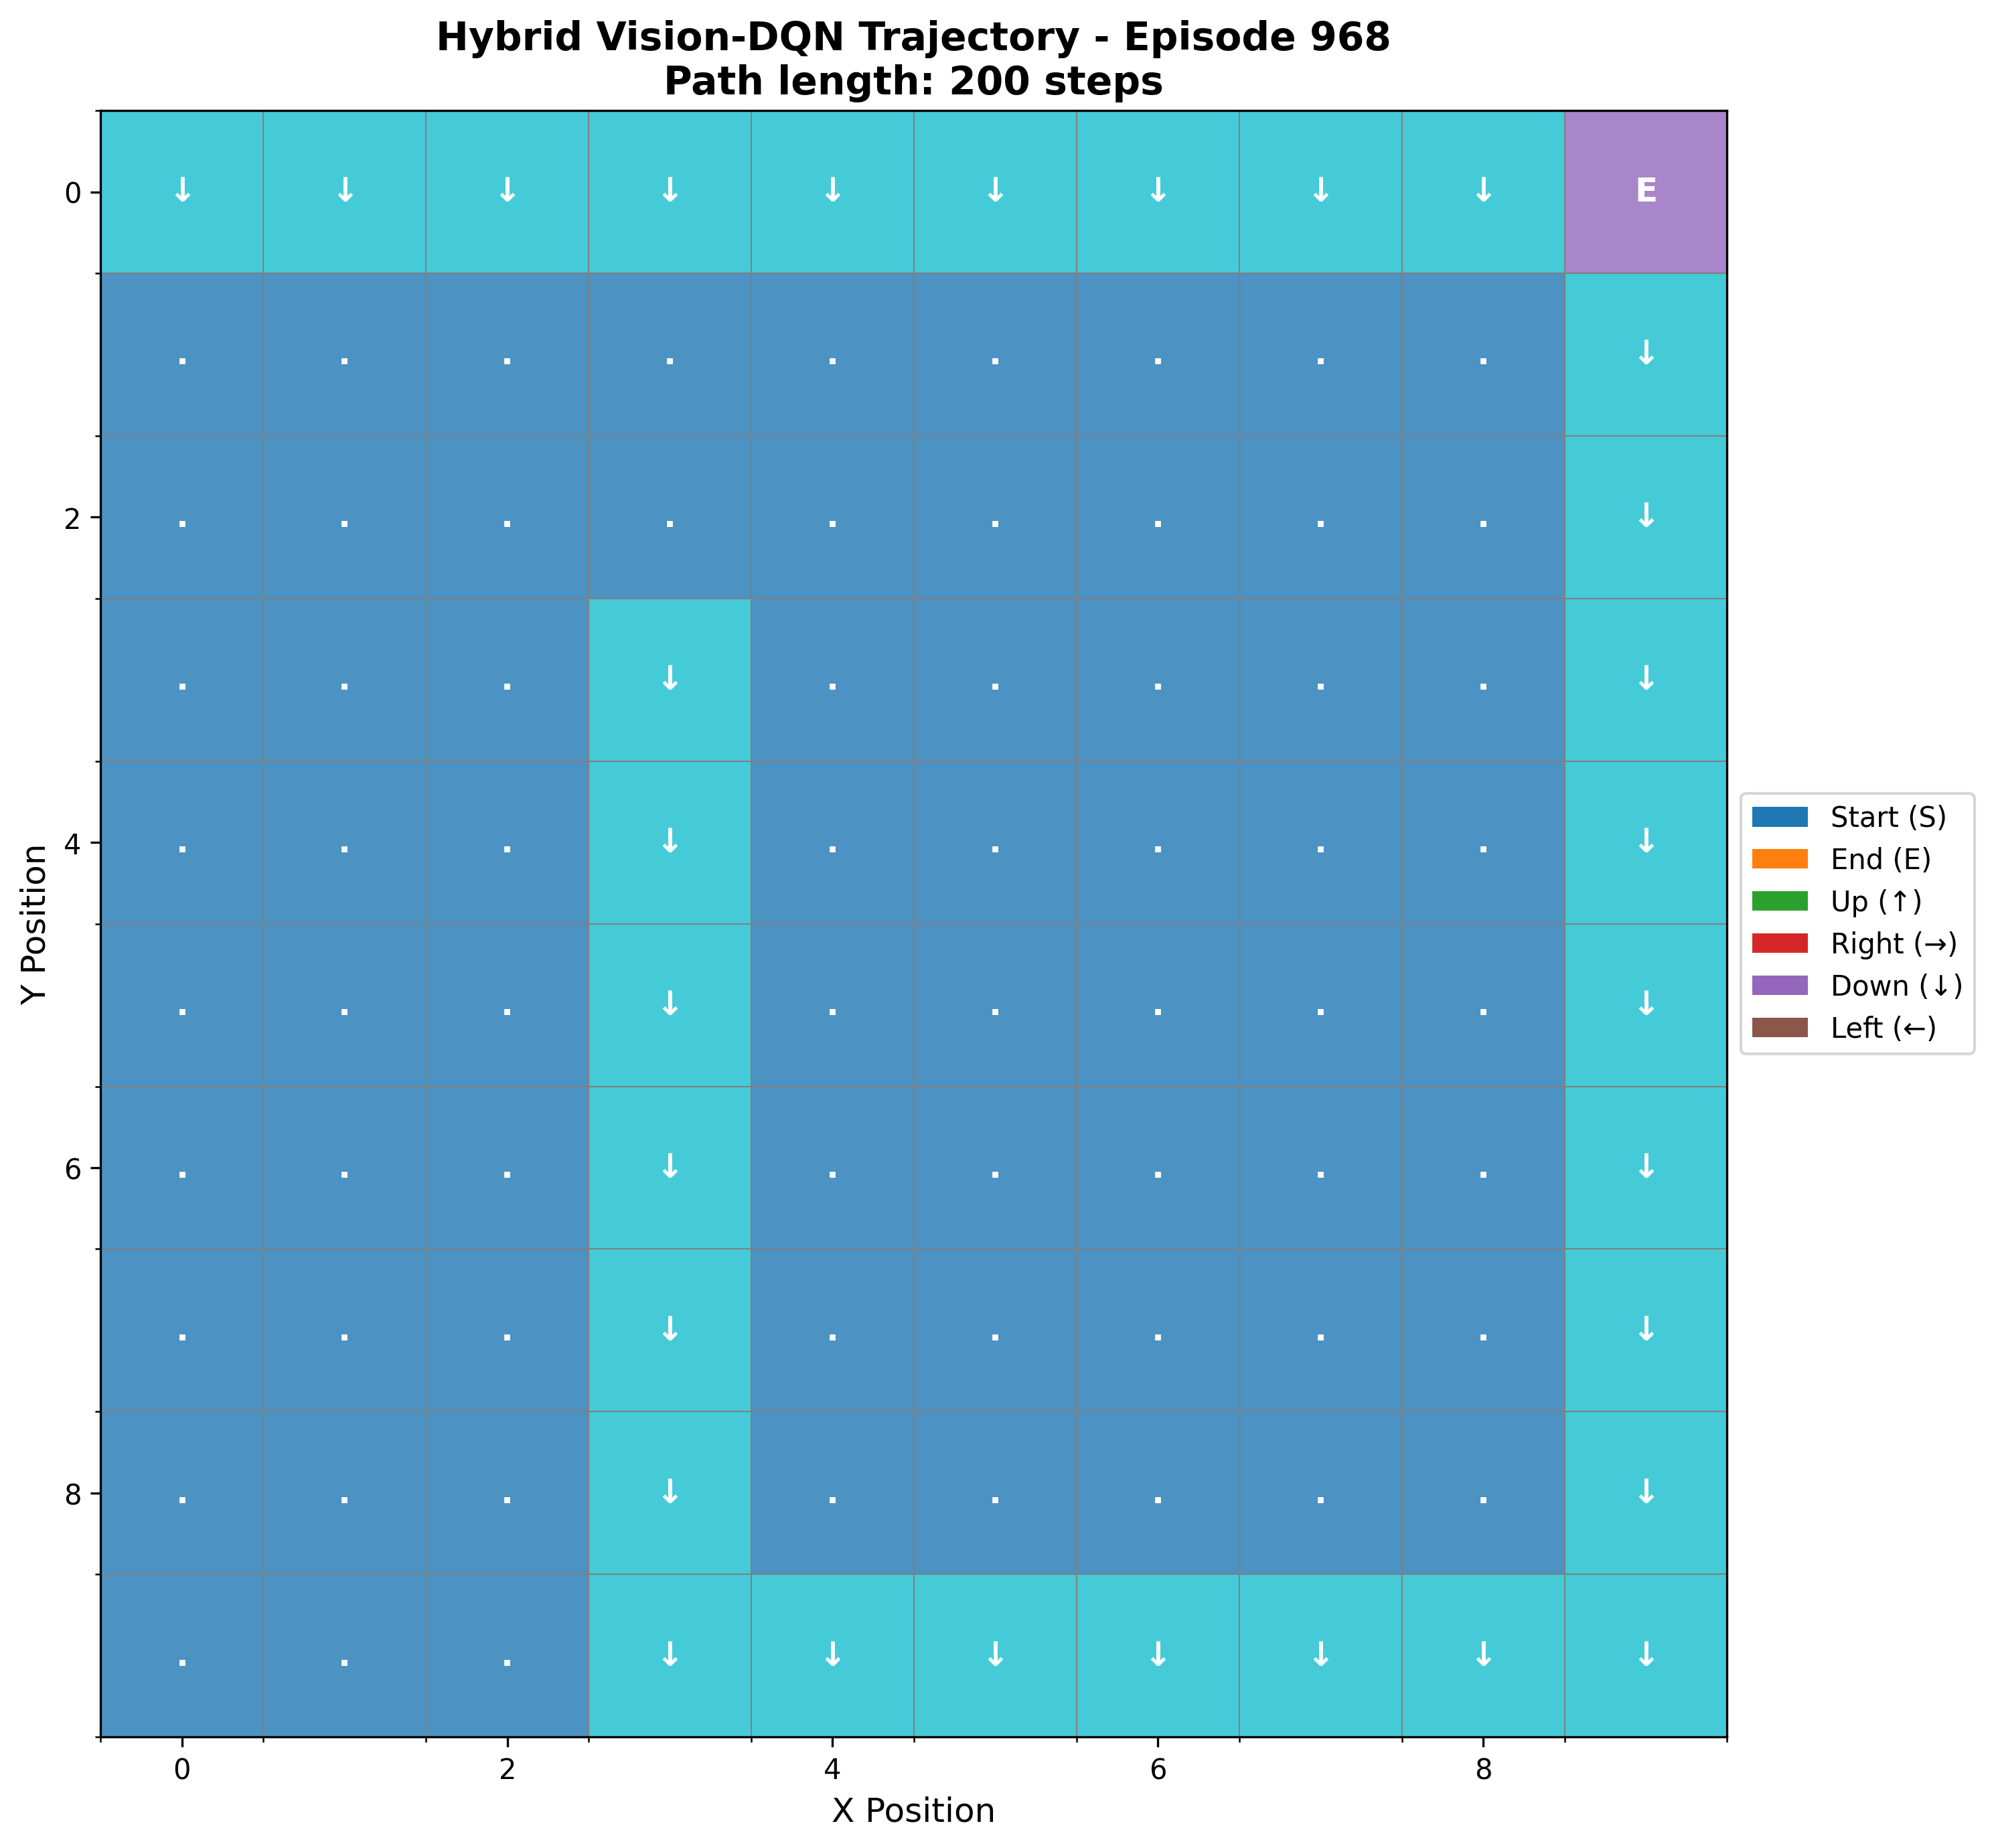 Hybrid Vision-DQN Trajectory - Episode 968
Path length: 200 steps
0 ↓ ↓ ↓ ↓ ↓ ↓ ↓ ↓ ↓ E
. . . . . . . . . ↓
2 . . . . . . . . . ↓
. . . ↓ . . . . . ↓
4 . . . ↓ . . . . . ↓
. . . ↓ . . . . . ↓
6 . . . ↓ . . . . . ↓
. . . ↓ . . . . . ↓
8 . . . ↓ . . . . . ↓
. . . ↓ ↓ ↓ ↓ ↓ ↓ ↓
0 2 4 6 8
X Position
Y Position
Start (S)
End (E)
Up (↑)
Right (→)
Down (↓)
Left (←)